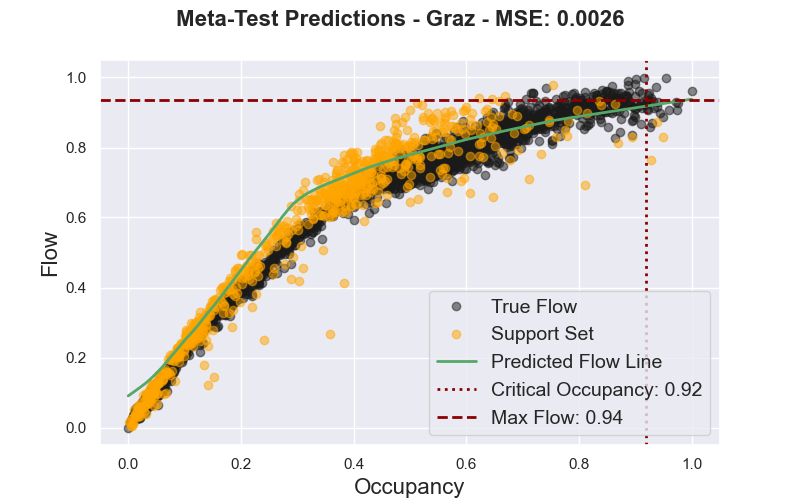 Meta-Test Predictions - Graz - MSE: 0.0026
1.0
0.8
0.6
0.4
0.2
0.0
Flow
True Flow
Support Set
Predicted Flow Line
Critical Occupancy: 0.92
Max Flow: 0.94
0.0 0.2 0.4 0.6 0.8 1.0
Occupancy